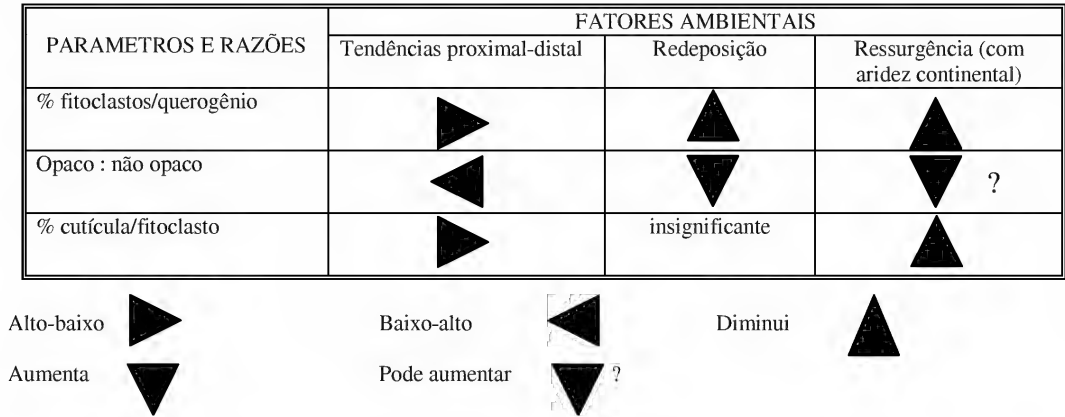 FATORES AMBIENTAIS
PARAMETROS E RAZÕES
Tendências proximal-distal
Redeposição
Ressurgência (com
aridez continental)
% fitoclastos/querogênio
Opaco : não opaco
?
% cutícula/fitoclasto
insignificante
Alto-baixo
Baixo-alto
Diminui
Aumenta
Pode aumentar
?